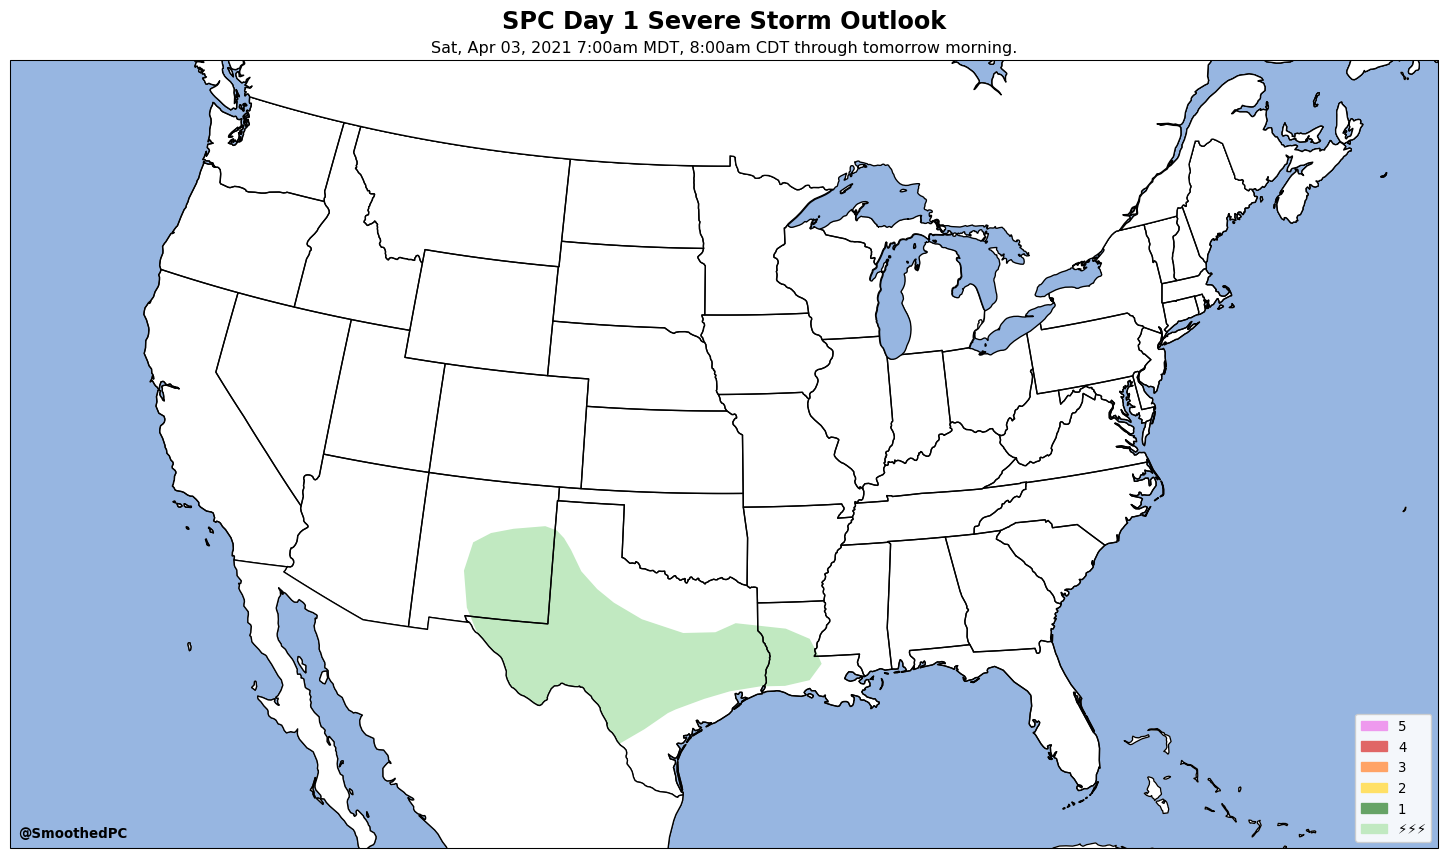 SPC Day 1 Severe Storm Outlook
Sat, Apr 03, 2021 7:00am MDT, 8:00am CDT through tomorrow morning.
5
4
3
2
1
⚡⚡⚡
@SmoothedPC